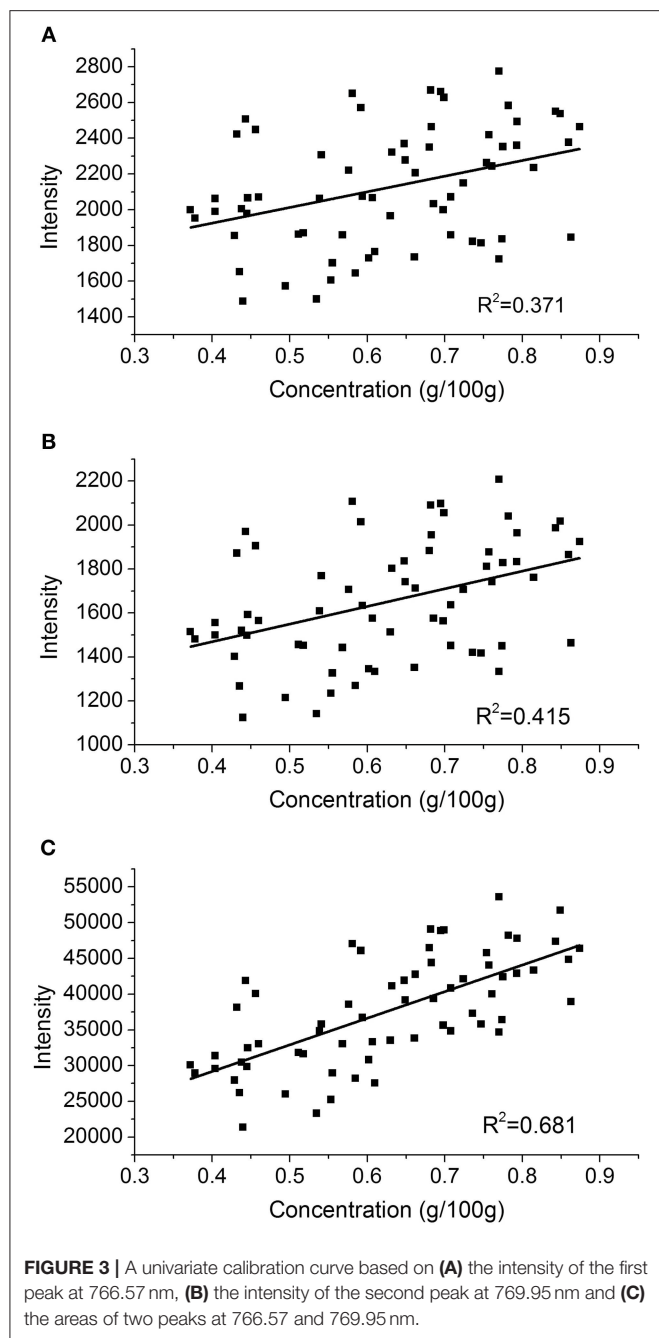 A
2800
2600
2400
2200
2000
1800
1600
1400
Intensity
R²=0.371
0.3 0.4 0.5 0.6 0.7 0.8 0.9
Concentration (g/100g)
B
2200
2000
1800
1600
1400
1200
1000
Intensity
R²=0.415
0.3 0.4 0.5 0.6 0.7 0.8 0.9
Concentration (g/100g)
C
55000
50000
45000
40000
35000
30000
25000
20000
Intensity
R²=0.681
0.3 0.4 0.5 0.6 0.7 0.8 0.9
Concentration (g/100g)
FIGURE 3 | A univariate calibration curve based on (A) the intensity of the first
peak at 766.57 nm, (B) the intensity of the second peak at 769.95 nm and (C)
the areas of two peaks at 766.57 and 769.95 nm.